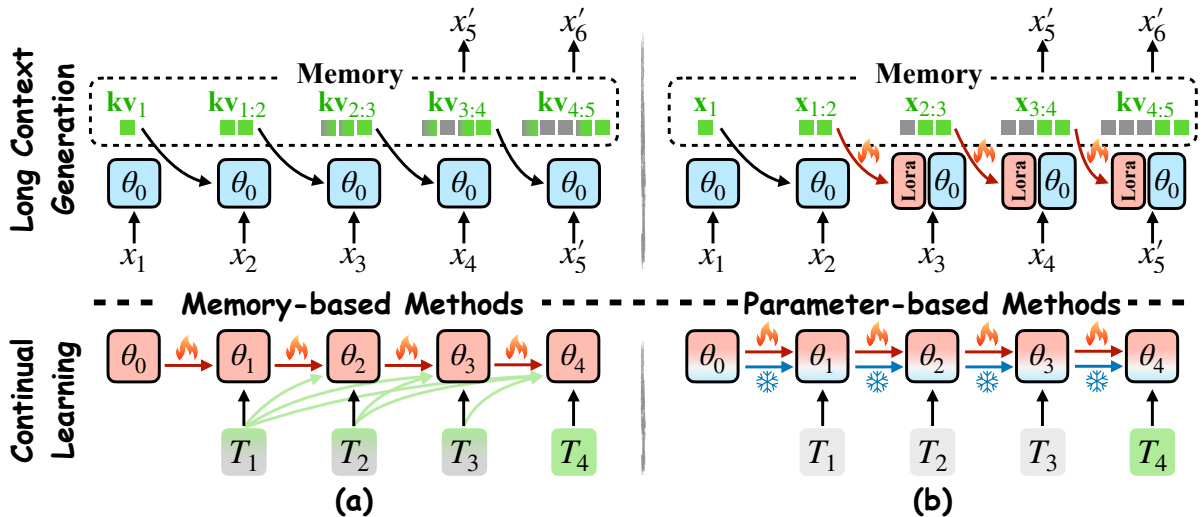 Long Context Generation
x′5 x′6
Memory
kv1 kv1:2 kv2:3 kv3:4 kv4:5
θ0 θ0 θ0 θ0 θ0
x1 x2 x3 x4 x′5
x′5 x′6
Memory
x1 x1:2 x2:3 x3:4 kv4:5
θ0 θ0 Lora θ0 Lora θ0 Lora θ0
x1 x2 x3 x4 x′5
Memory-based Methods
Parameter-based Methods
Continual Learning
θ0 θ1 θ2 θ3 θ4
T1 T2 T3 T4
(a)
θ0 θ1 θ2 θ3 θ4
T1 T2 T3 T4
(b)